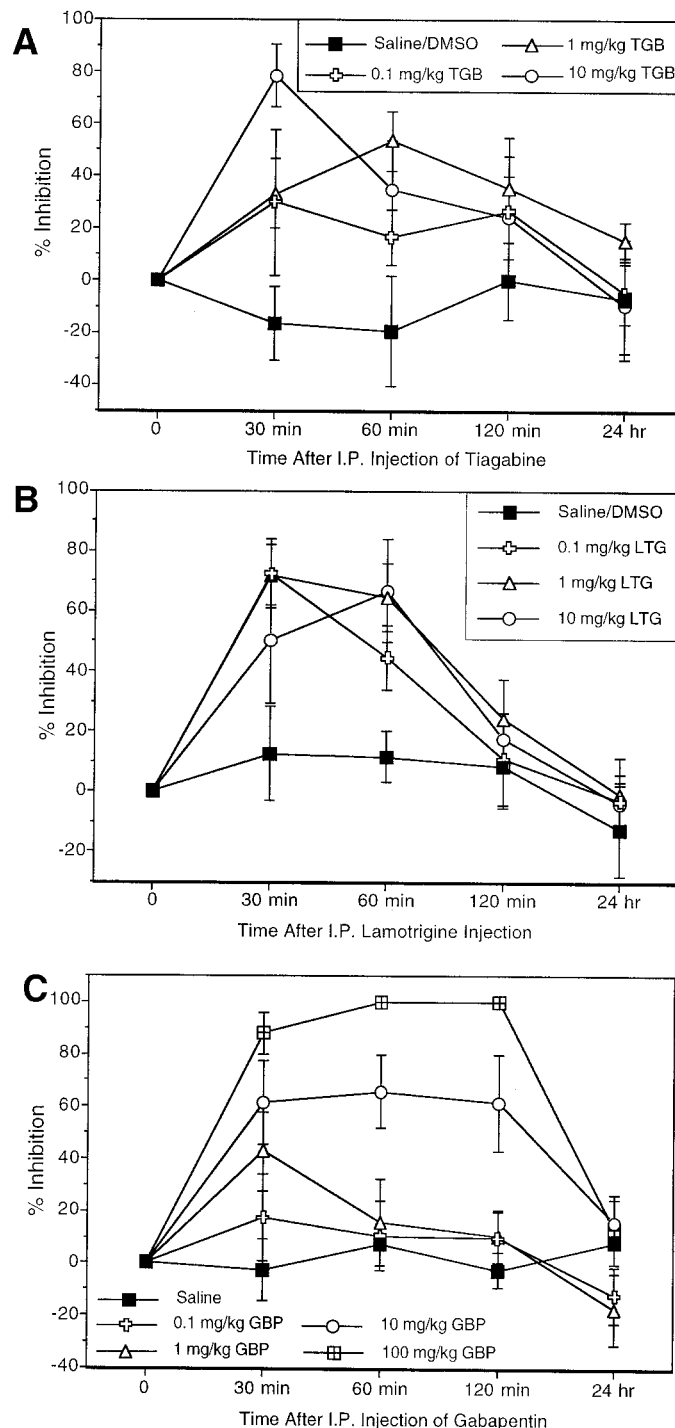 A
100
80
60
40
20
0
-20
-40
% Inhibition
Saline/DMSO
1 mg/kg TGB
0.1 mg/kg TGB
10 mg/kg TGB
0
30 min
60 min
120 min
24 hr
Time After I.P. Injection of Tiagabine
B
100
80
60
40
20
0
-20
% Inhibition
Saline/DMSO
0.1 mg/kg LTG
1 mg/kg LTG
10 mg/kg LTG
0
30 min
60 min
120 min
24 hr
Time After I.P. Lamotrigine Injection
C
100
80
60
40
20
0
-20
-40
% Inhibition
Saline
0.1 mg/kg GBP
10 mg/kg GBP
1 mg/kg GBP
100 mg/kg GBP
0
30 min
60 min
120 min
24 hr
Time After I.P. Injection of Gabapentin